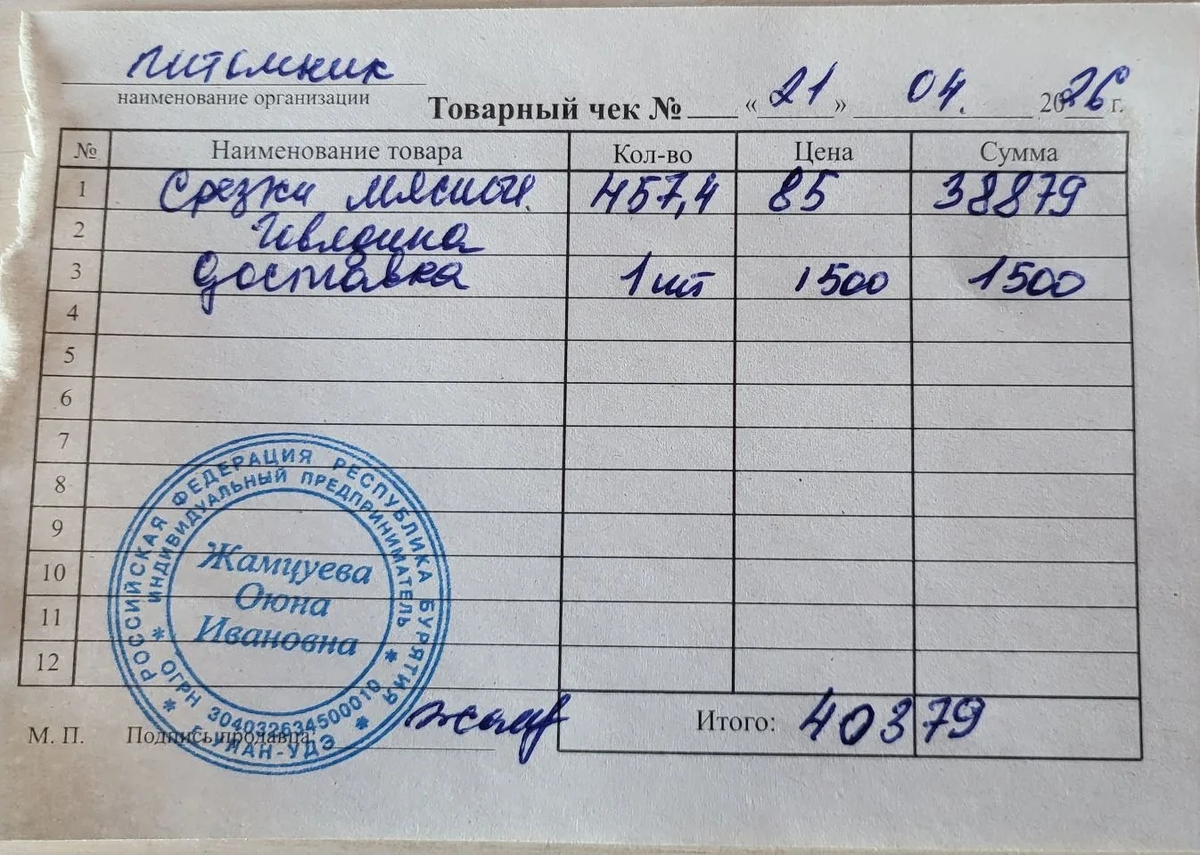 питомник
наименование организации
Товарный чек № «21» 04. 2026 г.
№ Наименование товара Кол-во Цена Сумма
1 Срезки мясные 457,4 85 38879
2 Говядина
3 доставка 1 шт 1500 1500
4
5
6
7
8
9
10
11
12
РОССИЙСКАЯ ФЕДЕРАЦИЯ РЕСПУБЛИКА БУРЯТИЯ
ИНДИВИДУАЛЬНЫЙ ПРЕДПРИНИМАТЕЛЬ
Жамцуева
Оюна
Ивановна
* ОГРН 304032634500010 *
* Г. УЛАН-УДЭ *
Итого: 40379
М. П. Подпись продавца: